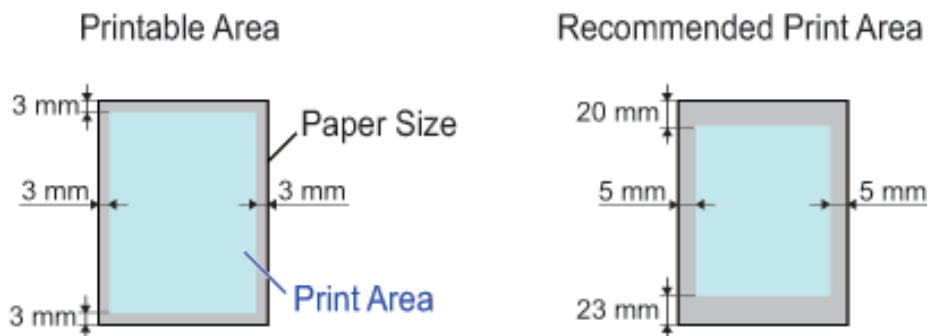 Printable Area
3 mm
Paper Size
3 mm
3 mm
Print Area
3 mm
Recommended Print Area
20 mm
5 mm
5 mm
23 mm